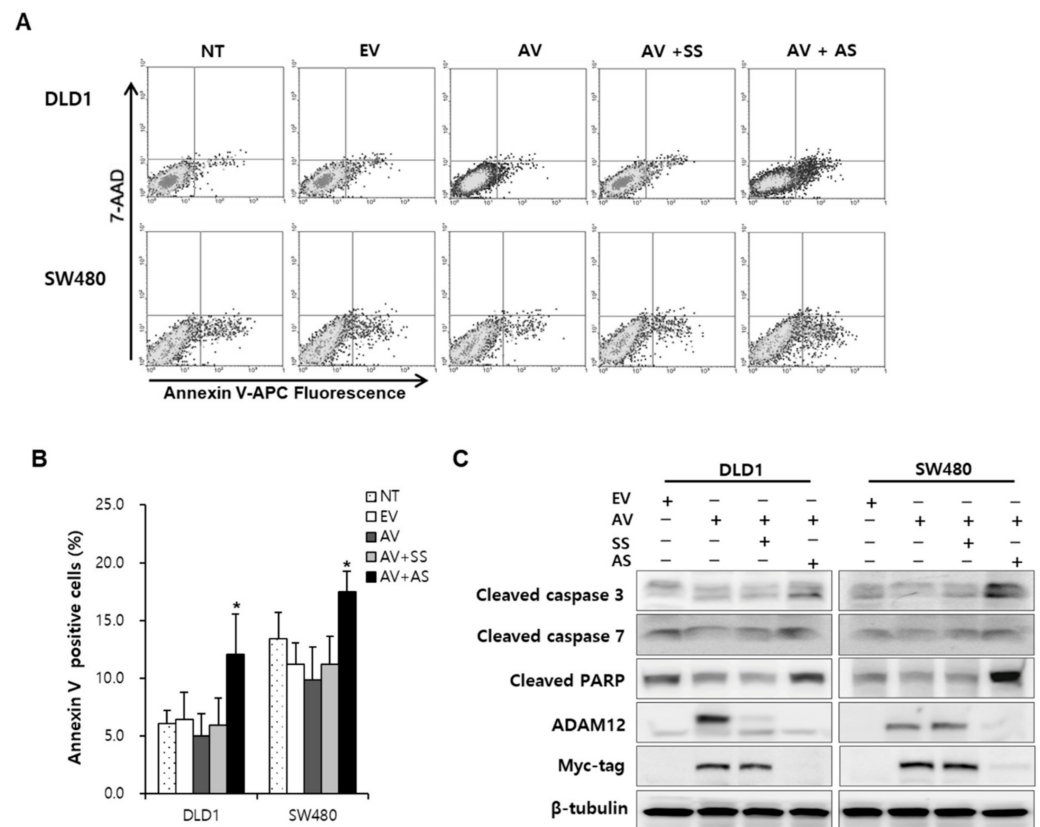 A
NT EV AV AV +SS AV + AS
DLD1
7-AAD
SW480
Annexin V-APC Fluorescence
B
Annexin V positive cells (%)
25.0
20.0
15.0
10.0
5.0
0.0
NT
EV
AV
AV+SS
AV+AS
* *
DLD1 SW480
C
DLD1 SW480
EV + − − − + − − −
AV − + + + − + + +
SS − − + − − − + −
AS − − − + − − − +
Cleaved caspase 3
Cleaved caspase 7
Cleaved PARP
ADAM12
Myc-tag
β-tubulin